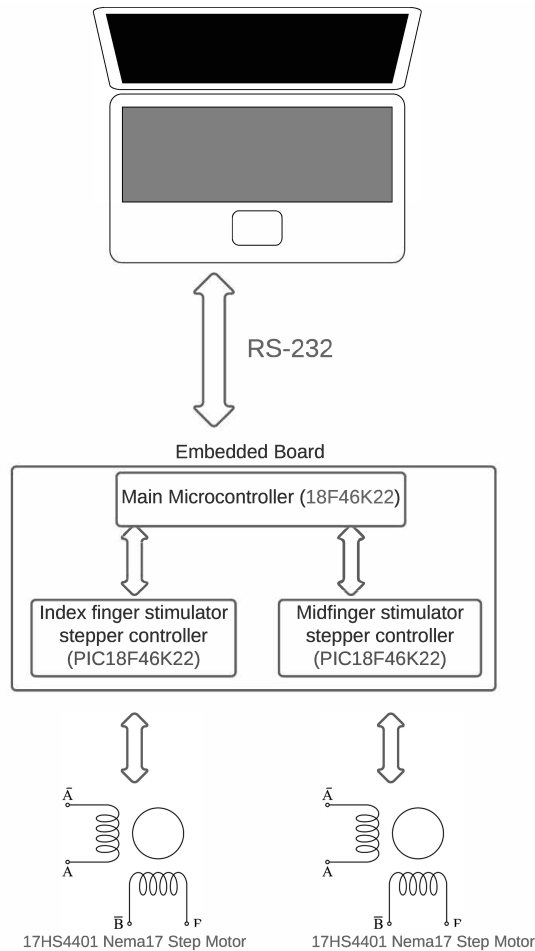 RS-232
Embedded Board
Main Microcontroller (18F46K22)
Index finger stimulator
stepper controller
(PIC18F46K22)
Midfinger stimulator
stepper controller
(PIC18F46K22)
Ā
A
B̄
Ā
A
B̄
17HS4401 Nema17 Step Motor
17HS4401 Nema17 Step Motor